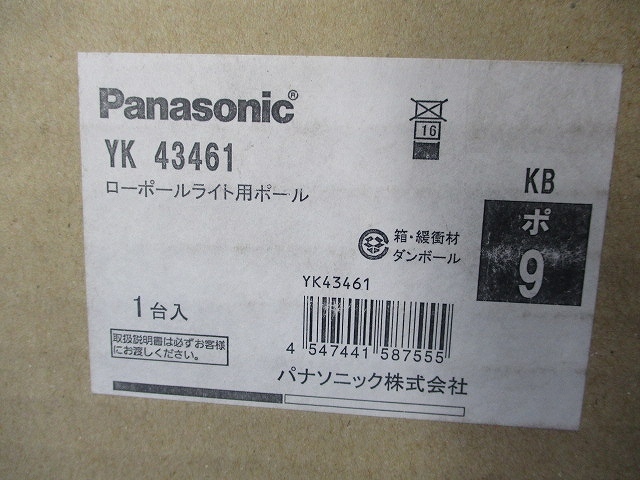 Panasonic®
YK 43461
ローポールライト用ポール
16
KB
ポ
9
箱・緩衝材
ダンボール
1台入
YK43461
4 547441 587555
取扱説明書は必ずお客様
にお渡しください。
パナソニック株式会社